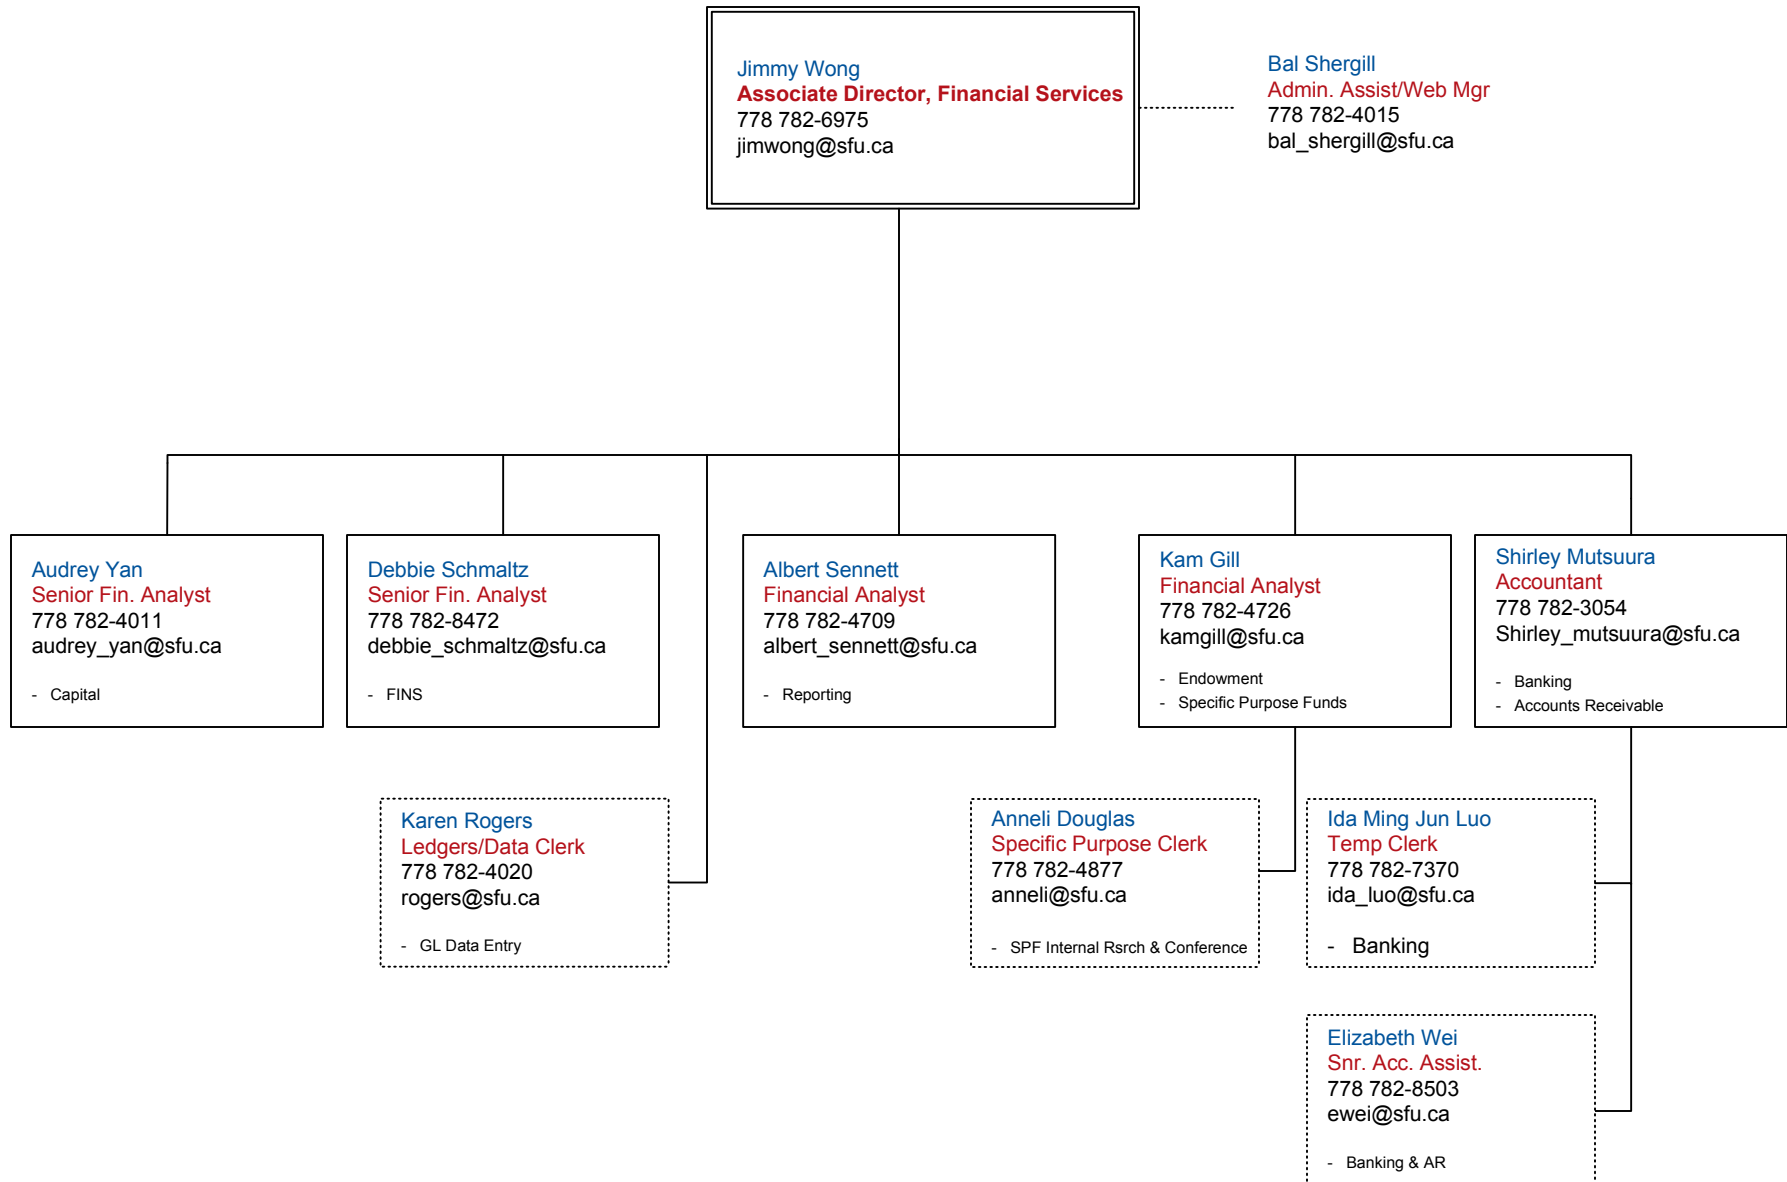 Jimmy Wong
Associate Director, Financial Services
778 782-6975
jimwong@sfu.ca
Bal Shergill
Admin. Assist/Web Mgr
778 782-4015
bal_shergill@sfu.ca
Audrey Yan
Senior Fin. Analyst
778 782-4011
audrey_yan@sfu.ca
- Capital
Debbie Schmaltz
Senior Fin. Analyst
778 782-8472
debbie_schmaltz@sfu.ca
- FINS
Albert Sennett
Financial Analyst
778 782-4709
albert_sennett@sfu.ca
- Reporting
Kam Gill
Financial Analyst
778 782-4726
kamgill@sfu.ca
- Endowment
- Specific Purpose Funds
Shirley Mutsuura
Accountant
778 782-3054
Shirley_mutsuura@sfu.ca
- Banking
- Accounts Receivable
Karen Rogers
Ledgers/Data Clerk
778 782-4020
rogers@sfu.ca
- GL Data Entry
Anneli Douglas
Specific Purpose Clerk
778 782-4877
anneli@sfu.ca
- SPF Internal Rsrch & Conference
Ida Ming Jun Luo
Temp Clerk
778 782-7370
ida_luo@sfu.ca
- Banking
Elizabeth Wei
Snr. Acc. Assist.
778 782-8503
ewei@sfu.ca
- Banking & AR